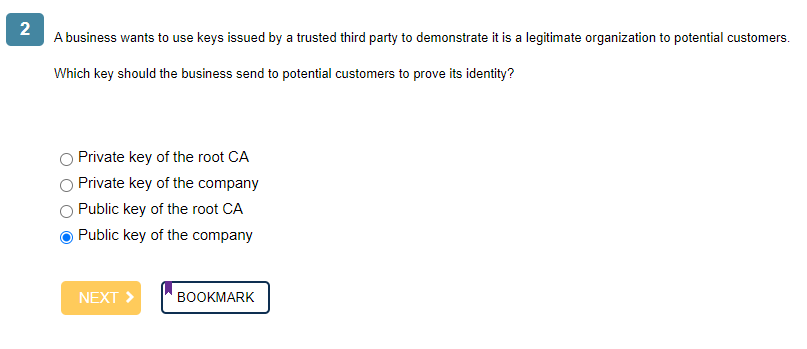 2
A business wants to use keys issued by a trusted third party to demonstrate it is a legitimate organization to potential customers.
Which key should the business send to potential customers to prove its identity?
Private key of the root CA
Private key of the company
Public key of the root CA
Public key of the company
NEXT
BOOKMARK